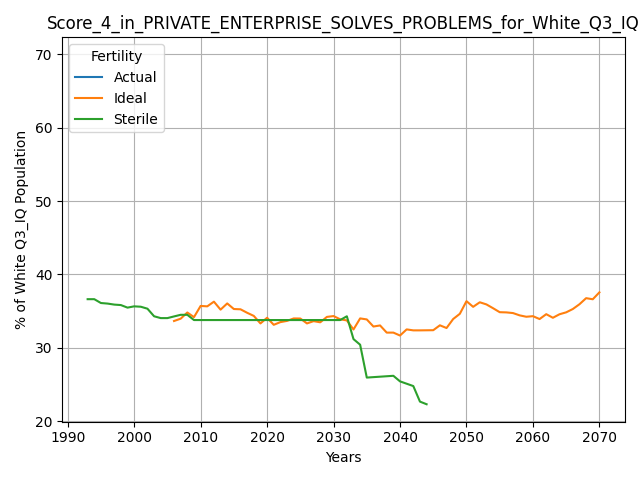 Score_4_in_PRIVATE_ENTERPRISE_SOLVES_PROBLEMS_for_White_Q3_IQ
% of White Q3_IQ Population
70
60
50
40
30
20
Fertility
Actual
Ideal
Sterile
1990 2000 2010 2020 2030 2040 2050 2060 2070
Years